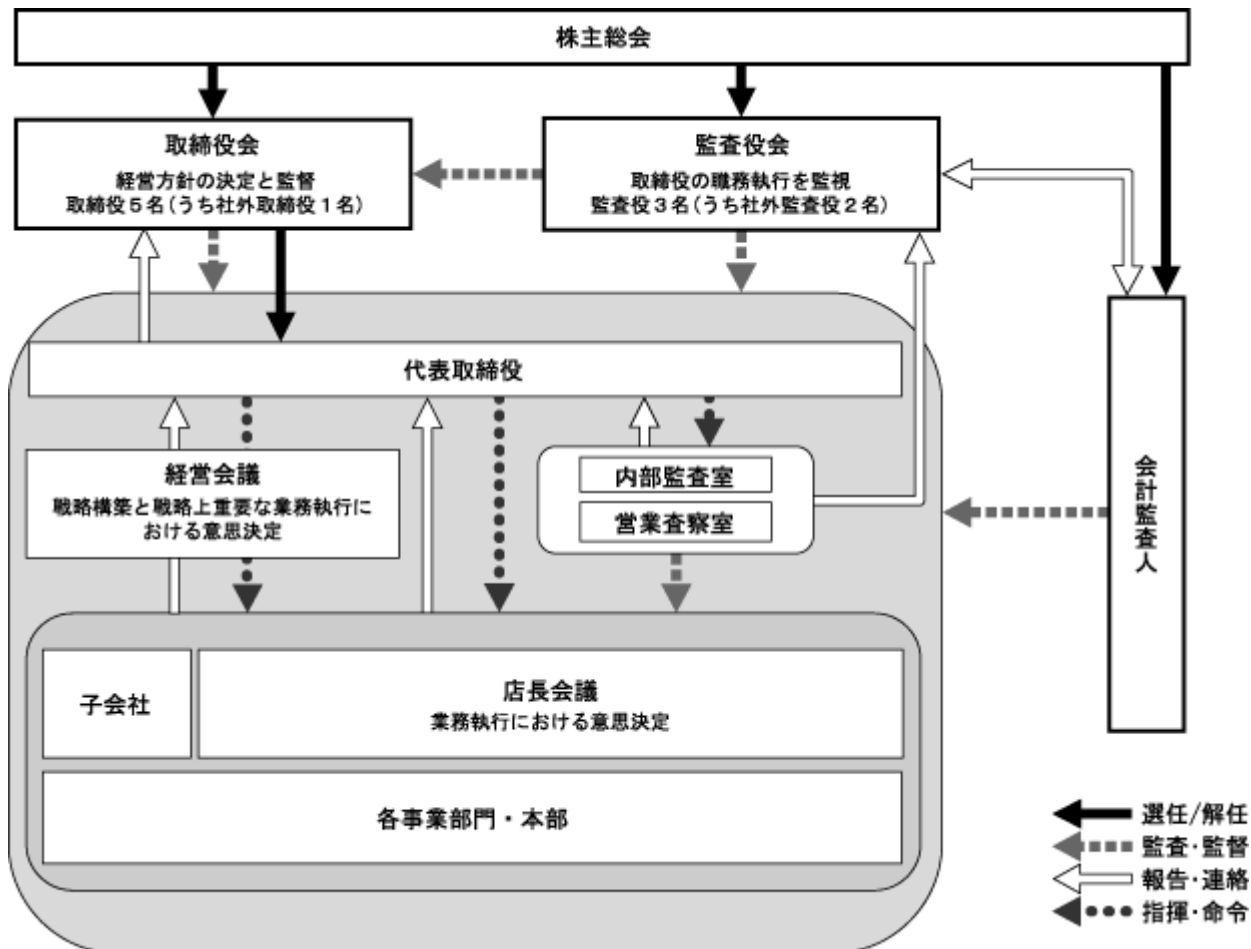 株主総会
取締役会
経営方針の決定と監督
取締役5名(うち社外取締役1名)
監査役会
取締役の職務執行を監視
監査役3名(うち社外監査役2名)
代表取締役
経営会議
戦略構築と戦略上重要な業務執行に
おける意思決定
内部監査室
営業査察室
会計監査人
子会社
店長会議
業務執行における意思決定
各事業部門・本部
選任/解任
監査・監督
報告・連絡
指揮・命令